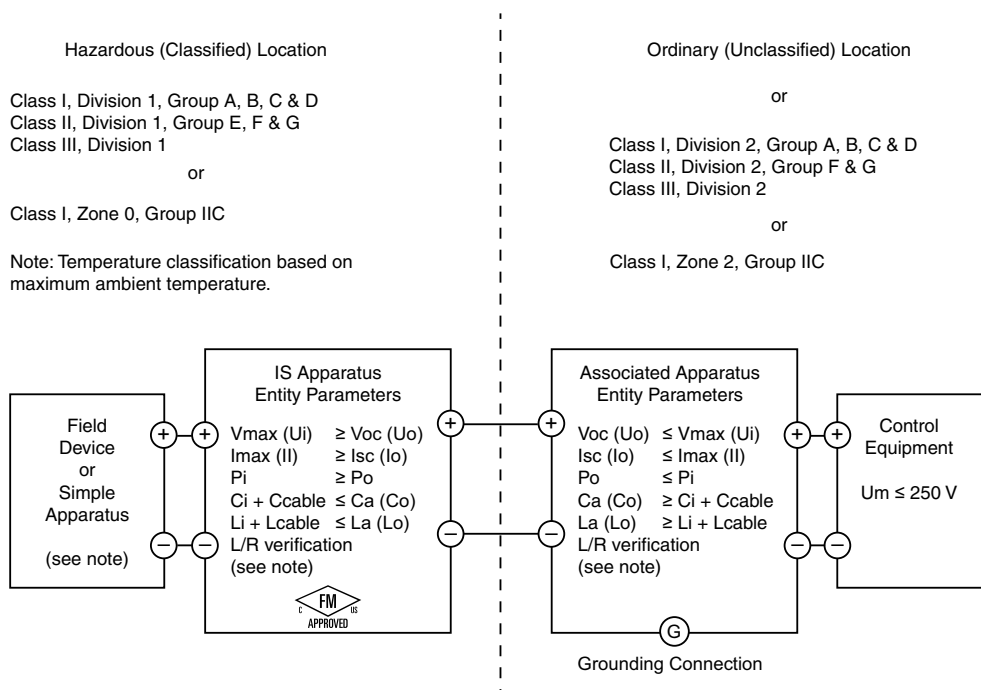 Hazardous (Classified) Location
Class I, Division 1, Group A, B, C & D
Class II, Division 1, Group E, F & G
Class III, Division 1
or
Class I, Zone 0, Group IIC
Note: Temperature classification based on
maximum ambient temperature.
Ordinary (Unclassified) Location
or
Class I, Division 2, Group A, B, C & D
Class II, Division 2, Group F & G
Class III, Division 2
or
Class I, Zone 2, Group IIC
Field
Device
or
Simple
Apparatus
(see note)
+
−
+
−
IS Apparatus
Entity Parameters
Vmax (Ui) ≥ Voc (Uo)
Imax (II) ≥ Isc (Io)
Pi ≥ Po
Ci + Ccable ≤ Ca (Co)
Li + Lcable ≤ La (Lo)
L/R verification
(see note)
C FM US
APPROVED
+
−
+
−
Associated Apparatus
Entity Parameters
Voc (Uo) ≤ Vmax (Ui)
Isc (Io) ≤ Imax (II)
Po ≤ Pi
Ca (Co) ≥ Ci + Ccable
La (Lo) ≥ Li + Lcable
L/R verification
(see note)
G
Grounding Connection
+
−
+
−
Control
Equipment
Um ≤ 250 V